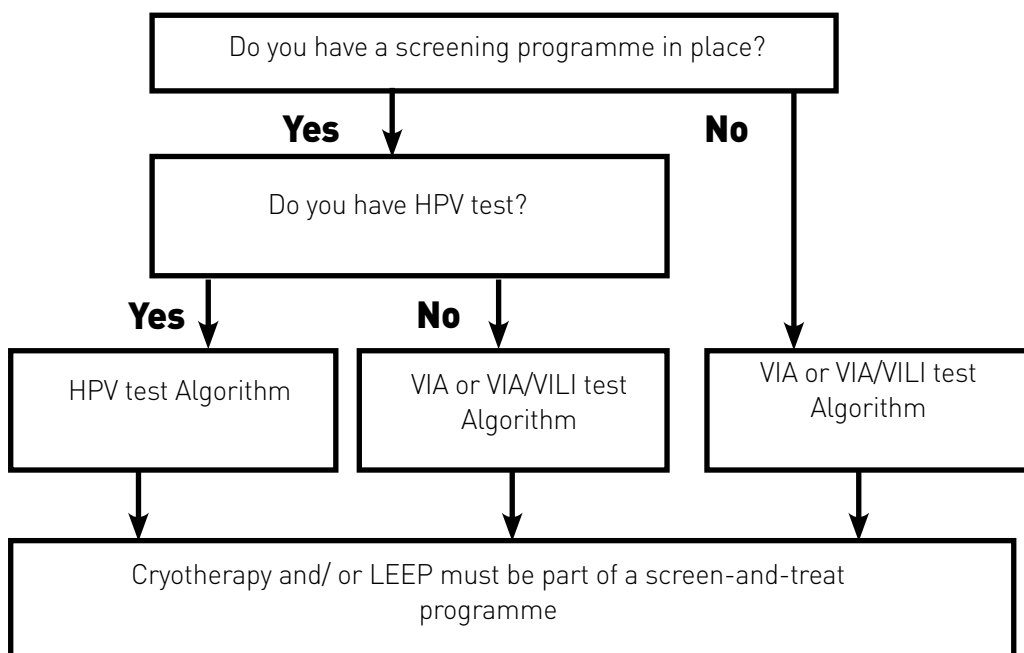 Do you have a screening programme in place?
Yes
No
Do you have HPV test?
Yes
No
HPV test Algorithm
VIA or VIA/VILI test
Algorithm
VIA or VIA/VILI test
Algorithm
Cryotherapy and/ or LEEP must be part of a screen-and-treat
programme